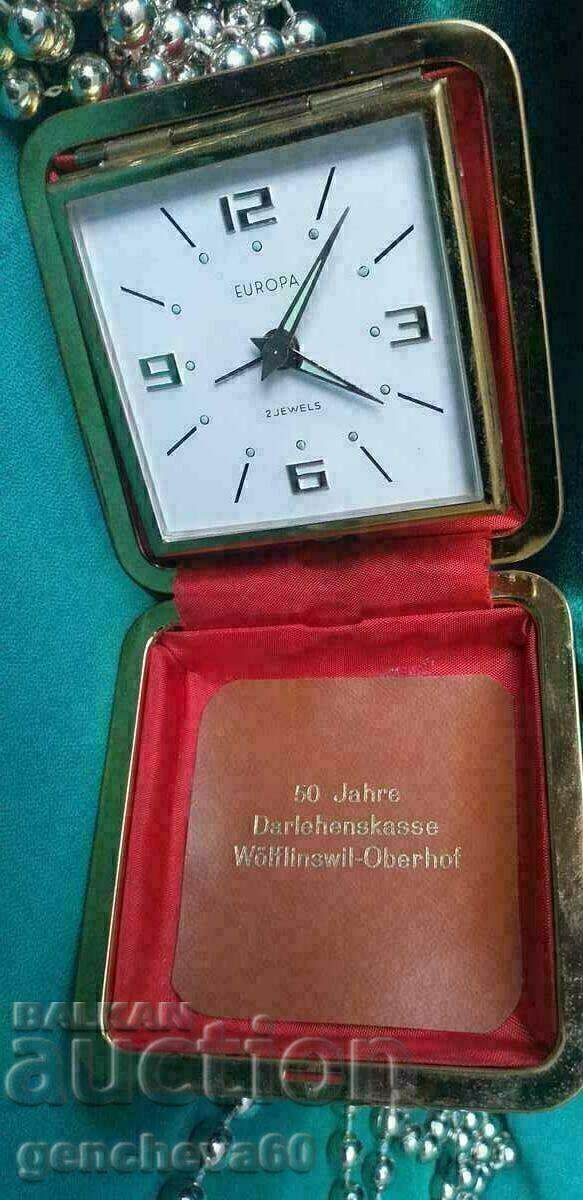 12
EUROPA
3
9
2 JEWELS
6
50 Jahre
Darlehenskasse
Wölflinswil-Oberhof
BALKAN
auction
gencheva60